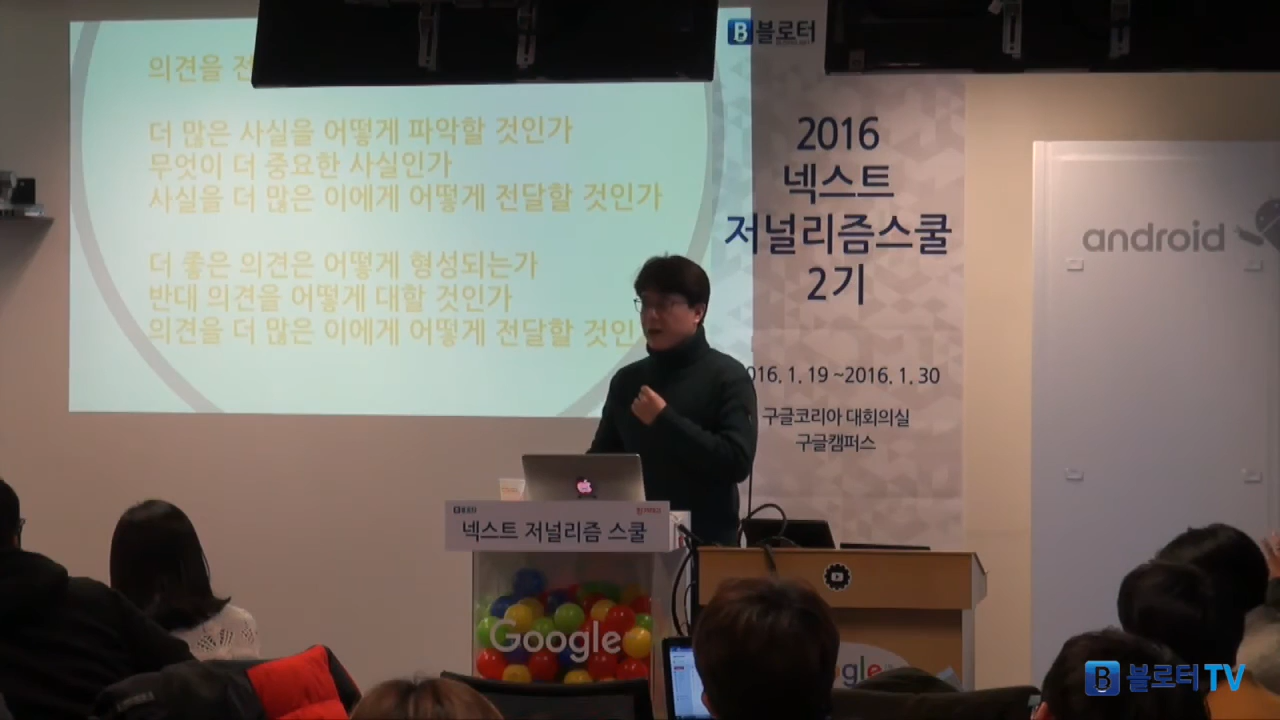 의견을 전
더 많은 사실을 어떻게 파악할 것인가
무엇이 더 중요한 사실인가
사실을 더 많은 이에게 어떻게 전달할 것인가
더 좋은 의견은 어떻게 형성되는가
반대 의견을 어떻게 대할 것인가
의견을 더 많은 이에게 어떻게 전달할 것인
B 블로터
2016
넥스트
저널리즘스쿨
2기
016. 1. 19 ~2016. 1. 30
구글코리아 대회의실
구글캠퍼스
android
넥스트 저널리즘 스쿨
Google
B 블로터 TV